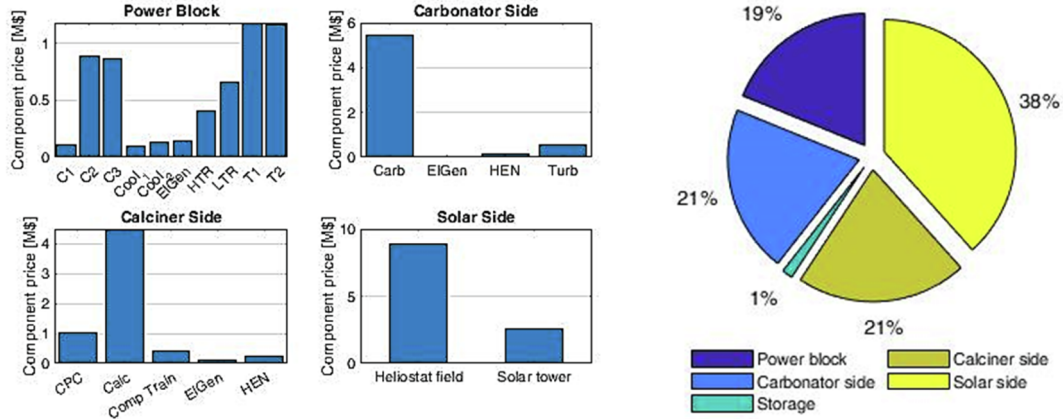 Power Block
Component price [M$]
1
0.5
0
C1
C2
C3
Cool_1
Cool_2
ElGen
HTR
LTR
T1
T2
Carbonator Side
Component price [M$]
6
4
2
0
Carb
ElGen
HEN
Turb
Calciner Side
Component price [M$]
4
3
2
1
0
CPC
Calc
Comp Train
ElGen
HEN
Solar Side
Component price [M$]
10
5
0
Heliostat field
Solar tower
19%
38%
21%
1%
21%
Power block
Carbonator side
Storage
Calciner side
Solar side